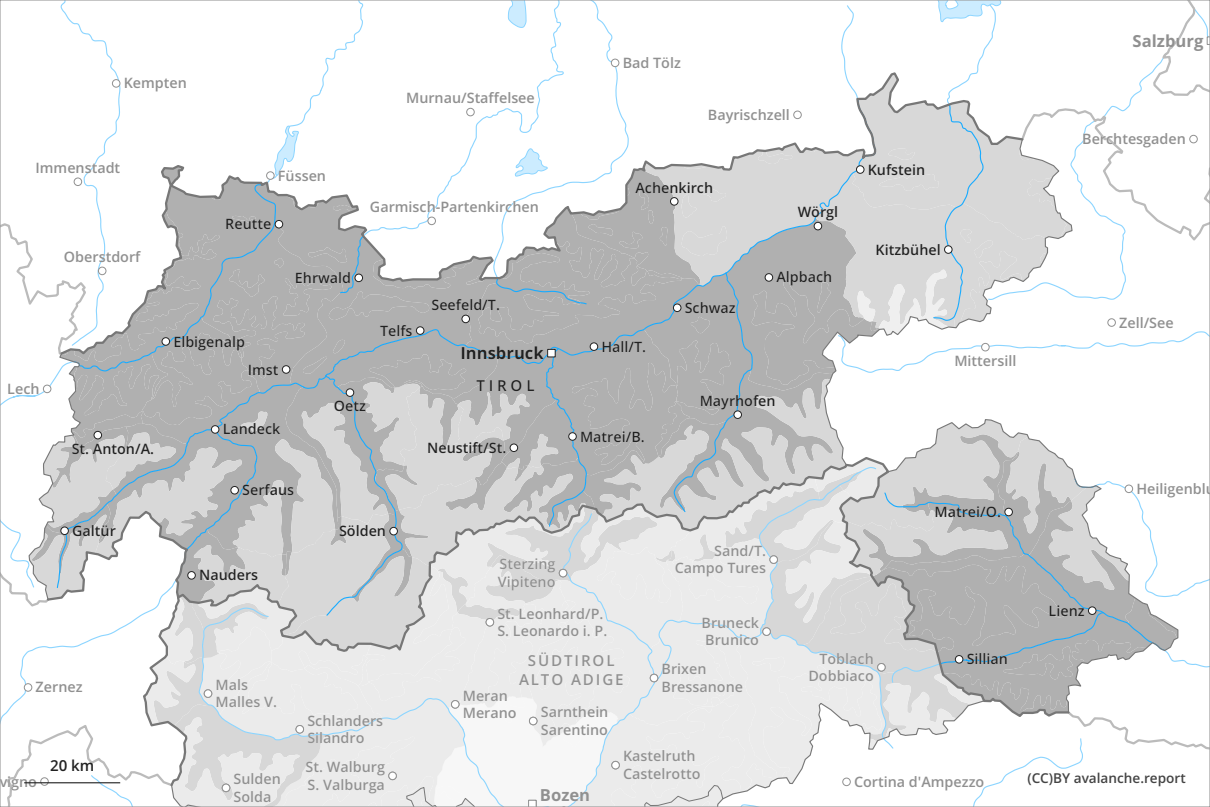 Salzburg
Kempten
Bad Tölz
Murnau/Staffelsee
Bayrischzell
Berchtesgaden
Immenstadt
Füssen
Kufstein
Achenkirch
Garmisch-Partenkirchen
Wörgl
Reutte
Kitzbühel
Oberstdorf
Ehrwald
Alpbach
Seefeld/T.
Schwaz
Zell/See
Telfs
Elbigenalp
Innsbruck
Hall/T.
Mittersill
Imst
TIROL
Lech
Oetz
Mayrhofen
Landeck
Matrei/B.
St. Anton/A.
Neustift/St.
Serfaus
Heiligenblu
Matrei/O.
Galtür
Sölden
Sand/T.
Campo Tures
Sterzing
Vipiteno
Nauders
St. Leonhard/P.
S. Leonardo i. P.
Lienz
Bruneck
Brunico
SÜDTIROL
ALTO ADIGE
Toblach
Dobbiaco
Sillian
Brixen
Bressanone
Zernez
Mals
Malles V.
Meran
Merano
Sarnthein
Sarentino
Schlanders
Silandro
Kastelruth
Castelrotto
20 km
St. Walburg
S. Valburga
vigno
Sulden
Solda
Cortina d'Ampezzo
(CC)BY avalanche.report
Bozen